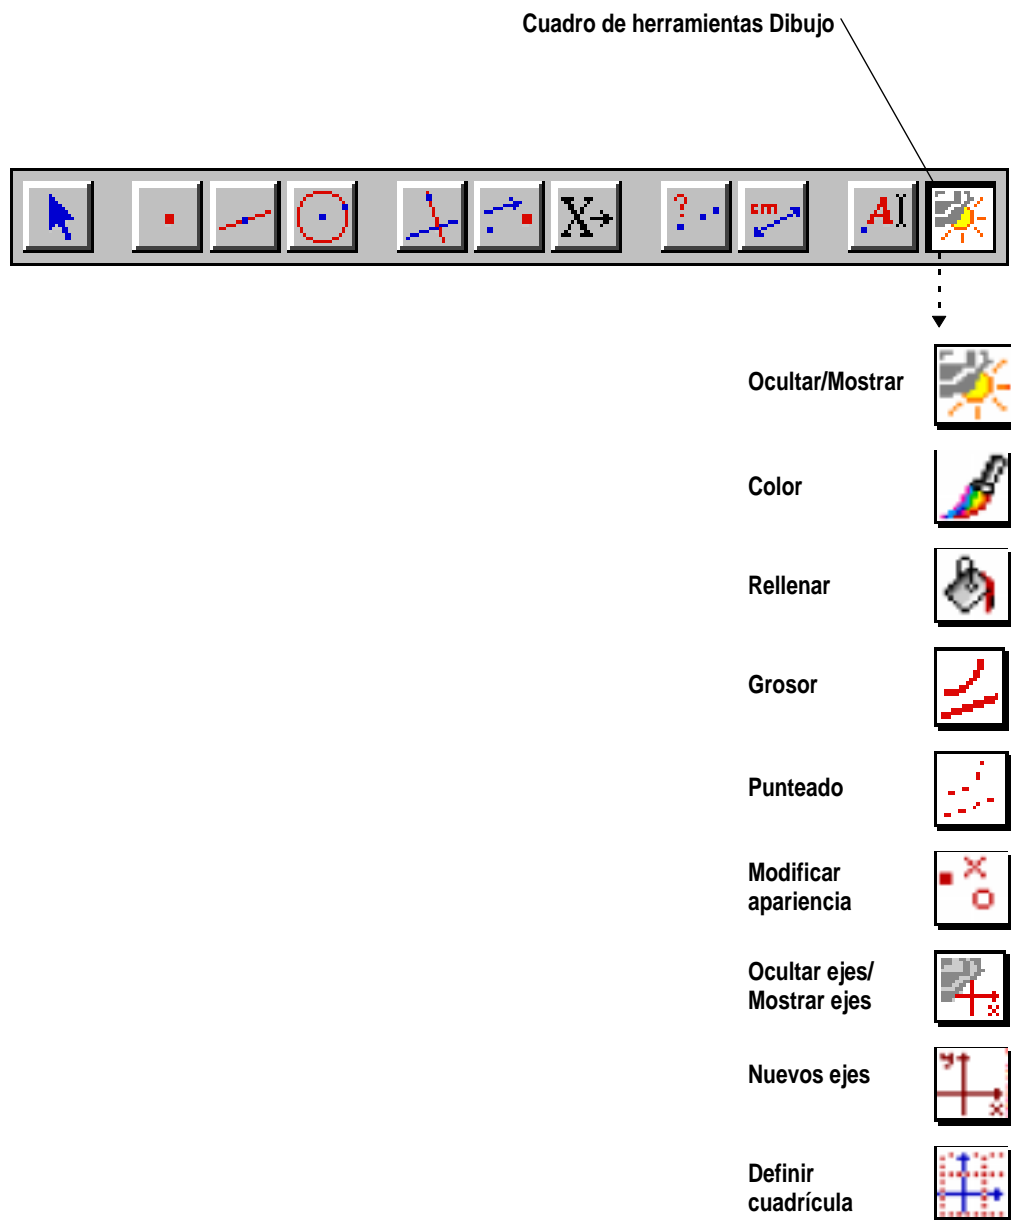 Cuadro de herramientas Dibujo
X
?
cm
A
Ocultar/Mostrar
Color
Rellenar
Grosor
Punteado
Modificar
apariencia
Ocultar ejes/
Mostrar ejes
x
Nuevos ejes
y
x
Definir
cuadrícula